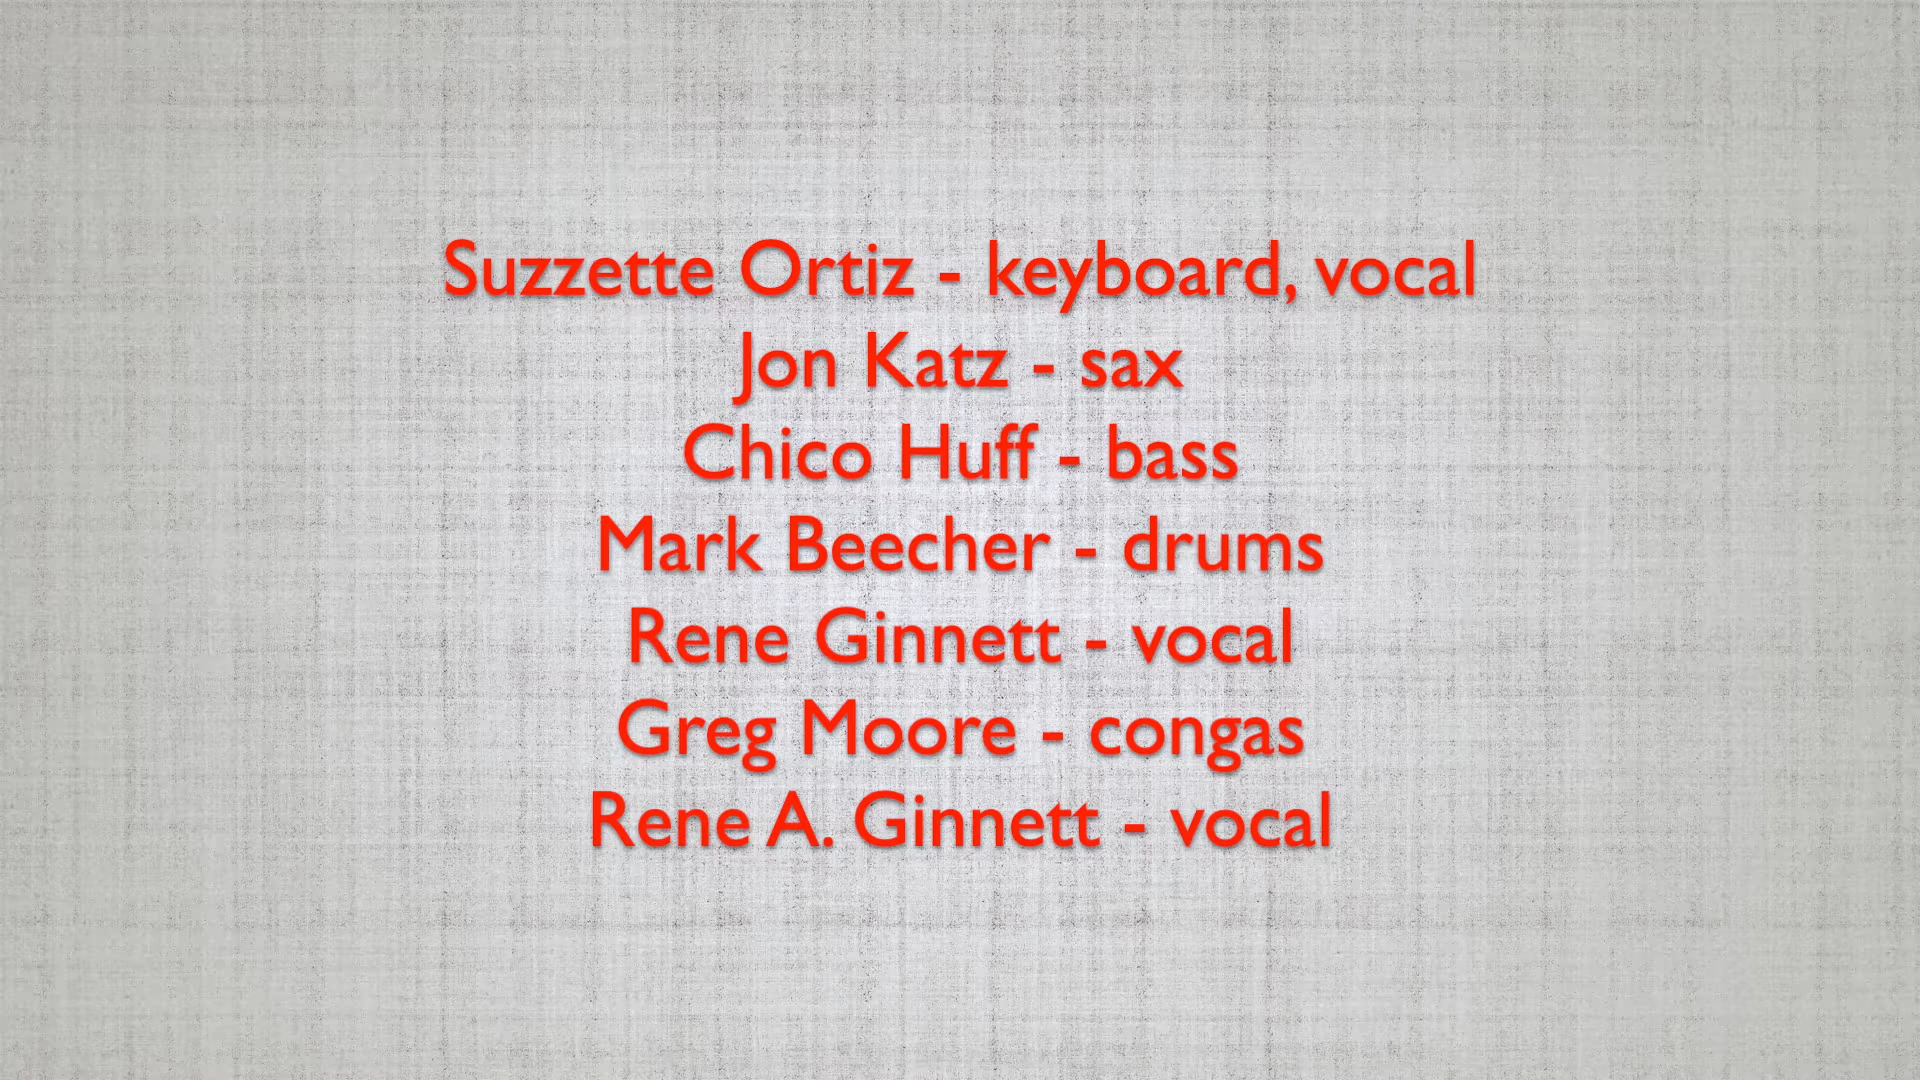 Suzzette Ortiz - keyboard, vocal
Jon Katz - sax
Chico Huff - bass
Mark Beecher - drums
Rene Ginnett - vocal
Greg Moore - congas
Rene A. Ginnett - vocal